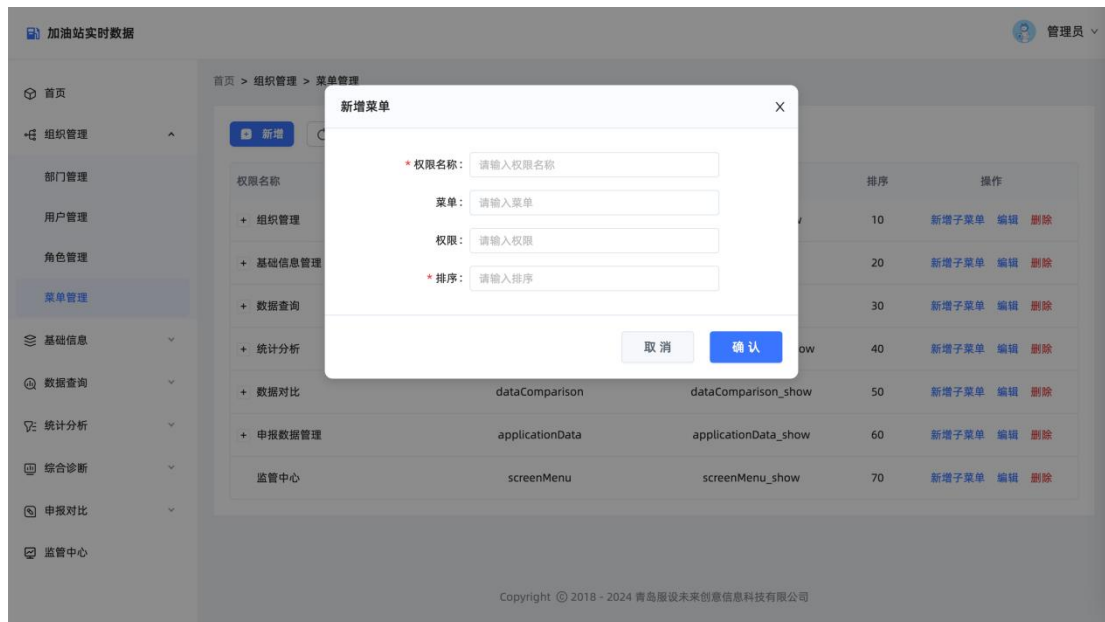 加油站实时数据
管理员
首页
组织管理
部门管理
用户管理
角色管理
菜单管理
基础信息
数据查询
统计分析
综合诊断
申报对比
监管中心
首页 > 组织管理 > 菜单管理
新增
权限名称 排序 操作
+ 组织管理 10 新增子菜单 编辑 删除
+ 基础信息管理 20 新增子菜单 编辑 删除
+ 数据查询 30 新增子菜单 编辑 删除
+ 统计分析 ow 40 新增子菜单 编辑 删除
+ 数据对比 dataComparison dataComparison_show 50 新增子菜单 编辑 删除
+ 申报数据管理 applicationData applicationData_show 60 新增子菜单 编辑 删除
监管中心 screenMenu screenMenu_show 70 新增子菜单 编辑 删除
新增菜单 X
* 权限名称: 请输入权限名称
菜单: 请输入菜单
权限: 请输入权限
* 排序: 请输入排序
取消 确认
Copyright © 2018 - 2024 青岛服设未来创意信息科技有限公司